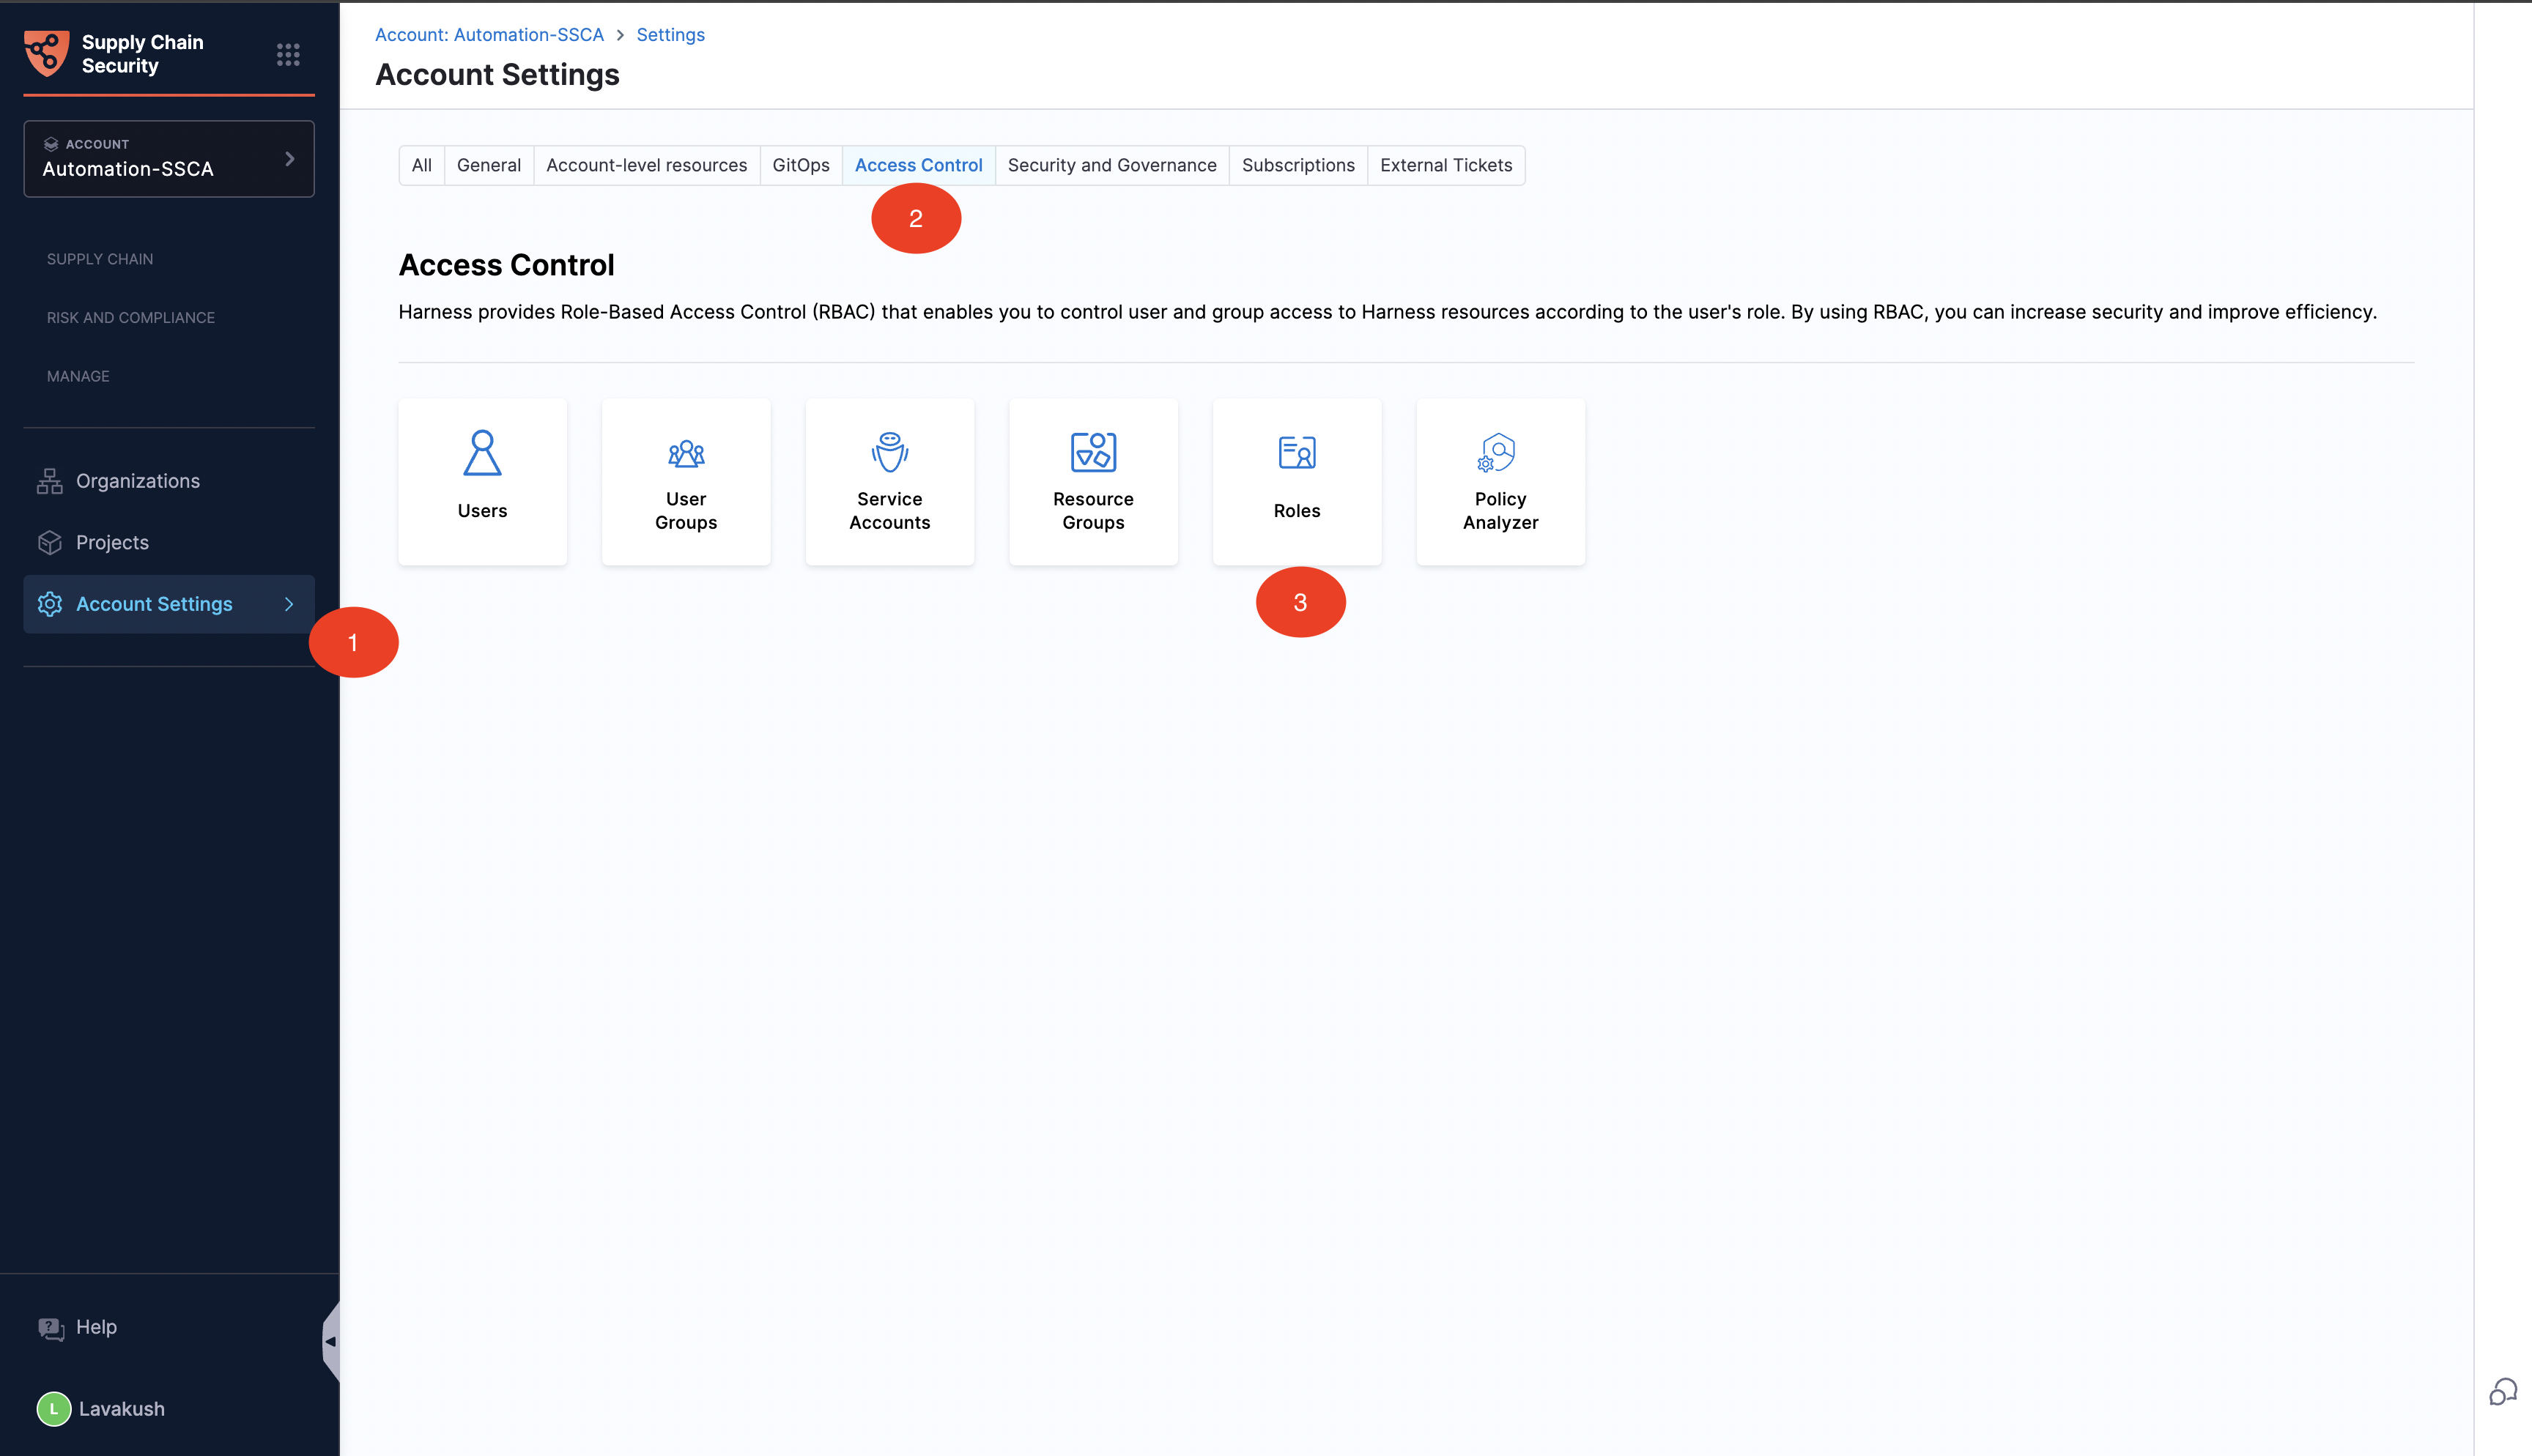 Supply Chain
Security
ACCOUNT
Automation-SSCA
SUPPLY CHAIN
RISK AND COMPLIANCE
MANAGE
Organizations
Projects
Account Settings
1
Help
L Lavakush
Account: Automation-SSCA > Settings
Account Settings
All General Account-level resources GitOps Access Control Security and Governance Subscriptions External Tickets
2
Access Control
Harness provides Role-Based Access Control (RBAC) that enables you to control user and group access to Harness resources according to the user's role. By using RBAC, you can increase security and improve efficiency.
Users
User
Groups
Service
Accounts
Resource
Groups
Roles
Policy
Analyzer
3